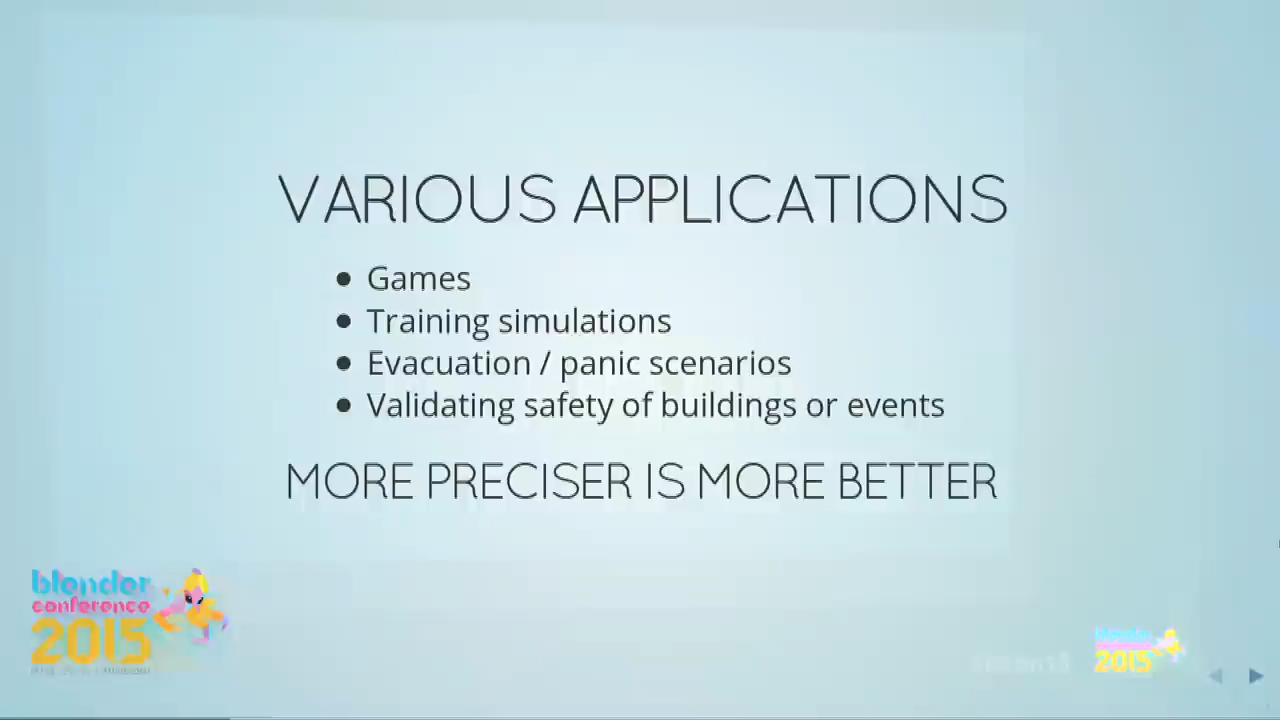 VARIOUS APPLICATIONS
Games
Training simulations
Evacuation / panic scenarios
Validating safety of buildings or events
MORE PRECISER IS MORE BETTER
blender
conference
2015
blender
2015